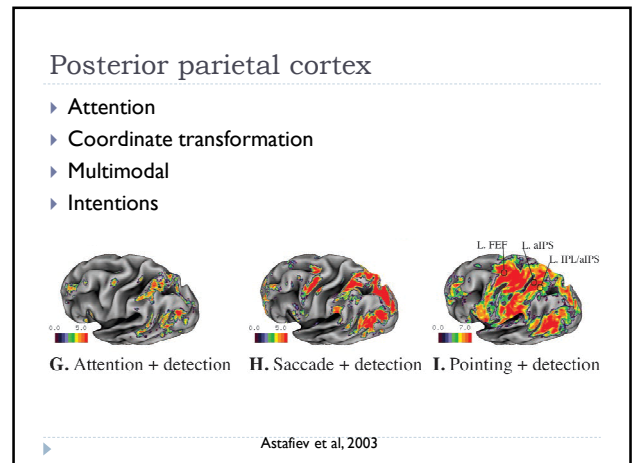 Posterior parietal cortex
Attention
Coordinate transformation
Multimodal
Intentions
L. FEF L. aIPS
L. IPL/aIPS
0.0 5.0 0.0 5.0 0.0 7.0
G. Attention + detection H. Saccade + detection I. Pointing + detection
Astafiev et al, 2003